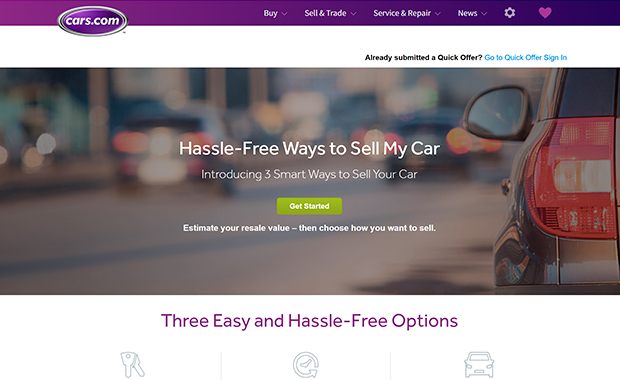 cars.com
Buy Sell & Trade Service & Repair News
Already submitted a Quick Offer? Go to Quick Offer Sign In
Hassle-Free Ways to Sell My Car
Introducing 3 Smart Ways to Sell Your Car
Get Started
Estimate your resale value – then choose how you want to sell.
Three Easy and Hassle-Free Options